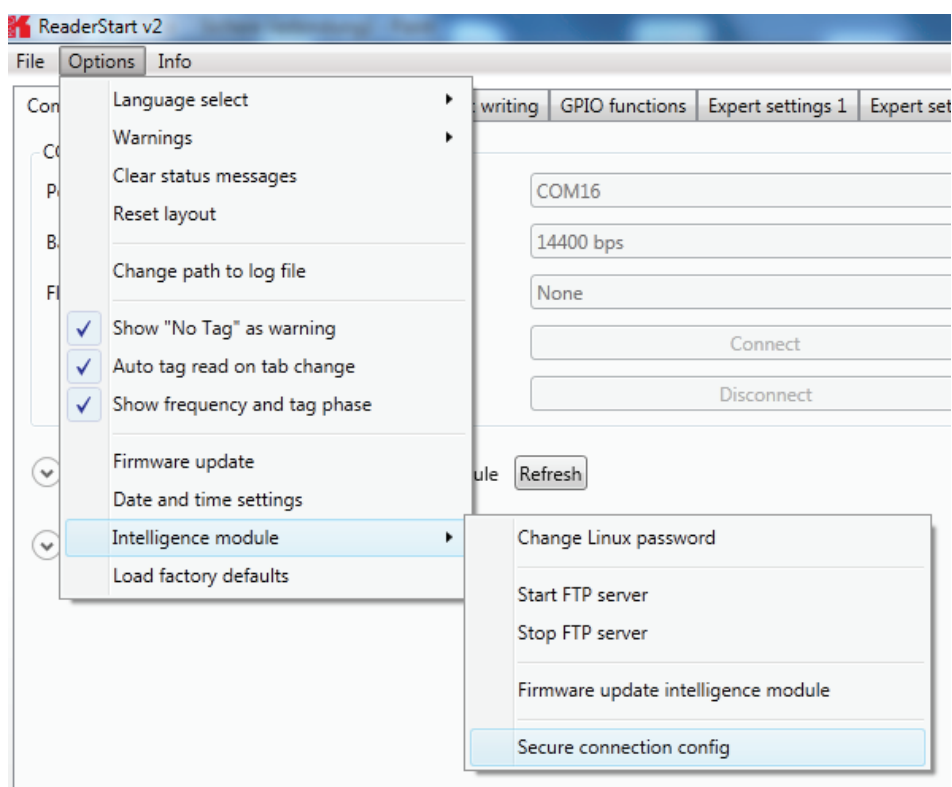 ReaderStart v2
File Options Info
Con writing GPIO functions Expert settings 1 Expert set
Language select
Warnings
Clear status messages
Reset layout
Change path to log file
Show "No Tag" as warning
Auto tag read on tab change
Show frequency and tag phase
Firmware update
Date and time settings
Intelligence module
Load factory defaults
COM16
14400 bps
None
Connect
Disconnect
ule Refresh
Change Linux password
Start FTP server
Stop FTP server
Firmware update intelligence module
Secure connection config